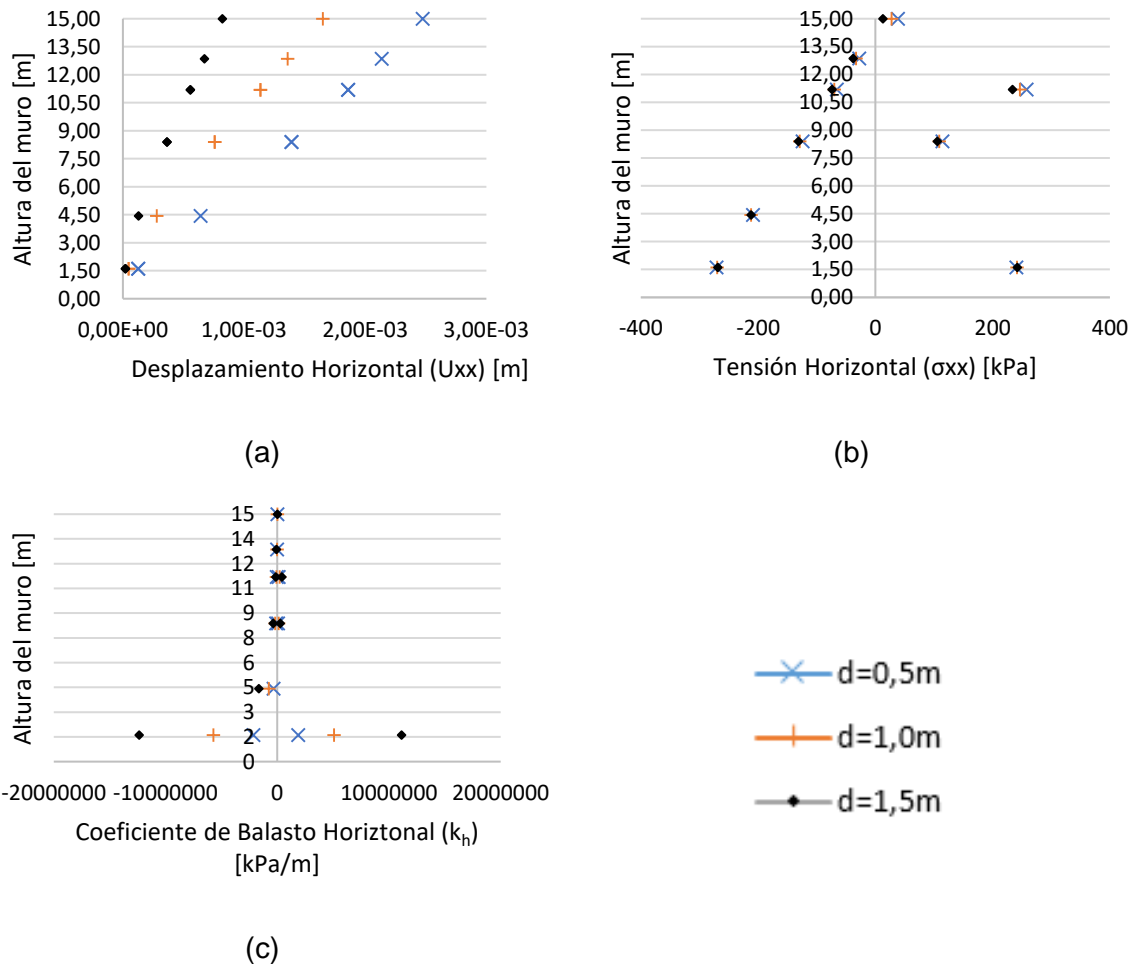 15,00
13,50
12,00
10,50
9,00
7,50
6,00
4,50
3,00
1,50
0,00
Altura del muro [m]
0,00E+00 1,00E-03 2,00E-03 3,00E-03
Desplazamiento Horizontal (Uxx) [m]
(a)
15,00
13,50
12,00
10,50
9,00
7,50
6,00
4,50
3,00
1,50
0,00
Altura del muro [m]
-400 -200 0 200 400
Tensión Horizontal (σxx) [kPa]
(b)
15
14
12
11
9
8
6
5
3
2
0
Altura del muro [m]
-20000000 -10000000 0 10000000 20000000
Coeficiente de Balasto Horiztonal (kh)
[kPa/m]
(c)
d=0,5m
d=1,0m
d=1,5m